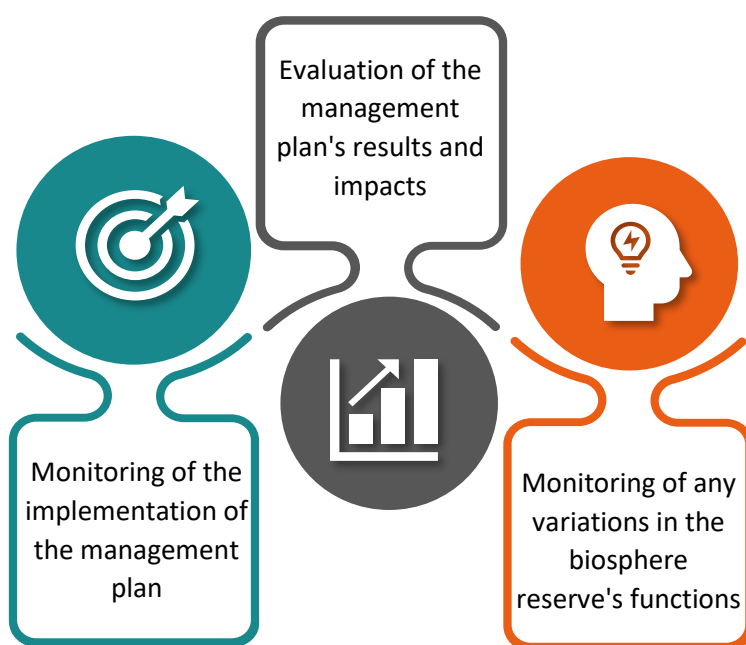 Evaluation of the
management
plan's results and
impacts
Monitoring of the
implementation of
the management
plan
Monitoring of any
variations in the
biosphere
reserve's functions